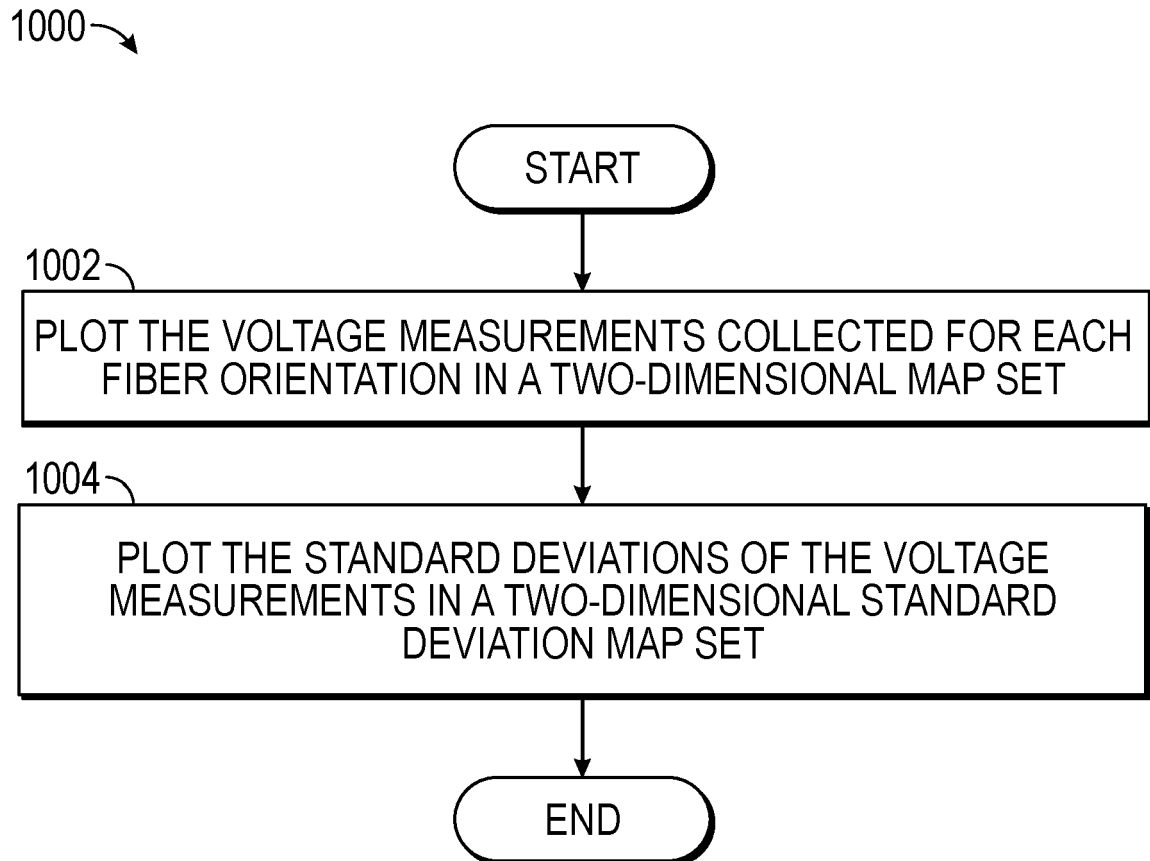 1000
START
1002
PLOT THE VOLTAGE MEASUREMENTS COLLECTED FOR EACH
FIBER ORIENTATION IN A TWO-DIMENSIONAL MAP SET
1004
PLOT THE STANDARD DEVIATIONS OF THE VOLTAGE
MEASUREMENTS IN A TWO-DIMENSIONAL STANDARD
DEVIATION MAP SET
END